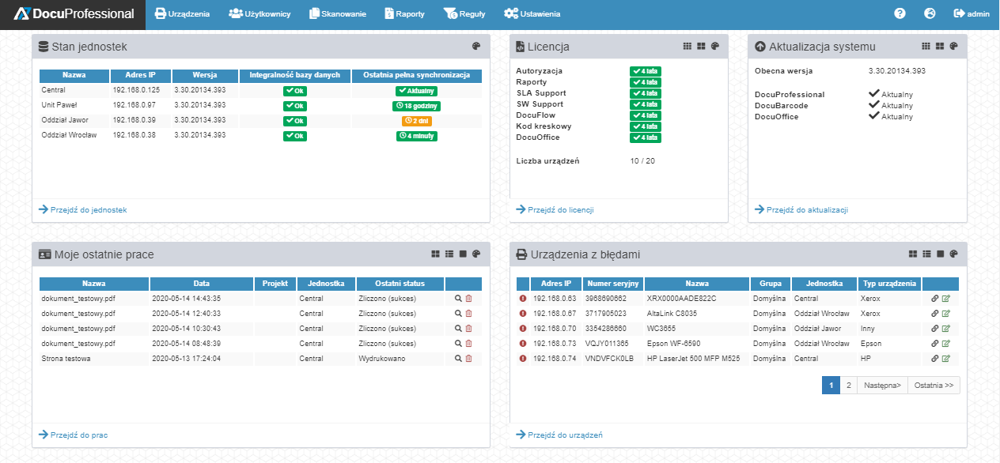 DocuProfessional Urządzenia Użytkownicy Skanowanie Raporty Reguły Ustawienia admin
Stan jednostek
Nazwa Adres IP Wersja Integralność bazy danych Ostatnia pełna synchronizacja
Central 192.168.0.125 3.30.20134.393 Ok Aktualny
Unit Paweł 192.168.0.97 3.30.20134.393 Ok 18 godziny
Oddział Jawor 192.168.0.39 3.30.20134.393 Ok 2 dni
Oddział Wrocław 192.168.0.38 3.30.20134.393 Ok 4 minuty
Przejdź do jednostek
Licencja
Autoryzacja 4 lata
Raporty 4 lata
SLA Support 4 lata
SW Support 4 lata
DocuFlow 4 lata
Kod kreskowy 4 lata
DocuOffice 4 lata
Liczba urządzeń 10 / 20
Przejdź do licencji
Aktualizacja systemu
Obecna wersja 3.30.20134.393
DocuProfessional Aktualny
DocuBarcode Aktualny
DocuOffice Aktualny
Przejdź do aktualizacji
Moje ostatnie prace
Nazwa Data Projekt Jednostka Ostatni status
dokument_testowy.pdf 2020-05-14 14:43:35 Central Zliczono (sukces)
dokument_testowy.pdf 2020-05-14 12:40:33 Central Zliczono (sukces)
dokument_testowy.pdf 2020-05-14 10:30:43 Central Zliczono (sukces)
dokument_testowy.pdf 2020-05-14 08:48:39 Central Zliczono (sukces)
Strona testowa 2020-05-13 17:24:04 Central Wydrukowano
Przejdź do prac
Urządzenia z błędami
Adres IP Numer seryjny Nazwa Grupa Jednostka Typ urządzenia
192.168.0.63 3968690662 XRX0000AADE822C Domyślna Central Xerox
192.168.0.67 3717905023 AltaLink C8035 Domyślna Oddział Wrocław Xerox
192.168.0.70 3354286660 WC3655 Domyślna Oddział Jawor Inny
192.168.0.73 VQJY011365 Epson WF-6590 Domyślna Oddział Wrocław Epson
192.168.0.74 VNDVFCK0LB HP LaserJet 500 MFP M525 Domyślna Central HP
1 2 Następna> Ostatnia >>
Przejdź do urządzeń